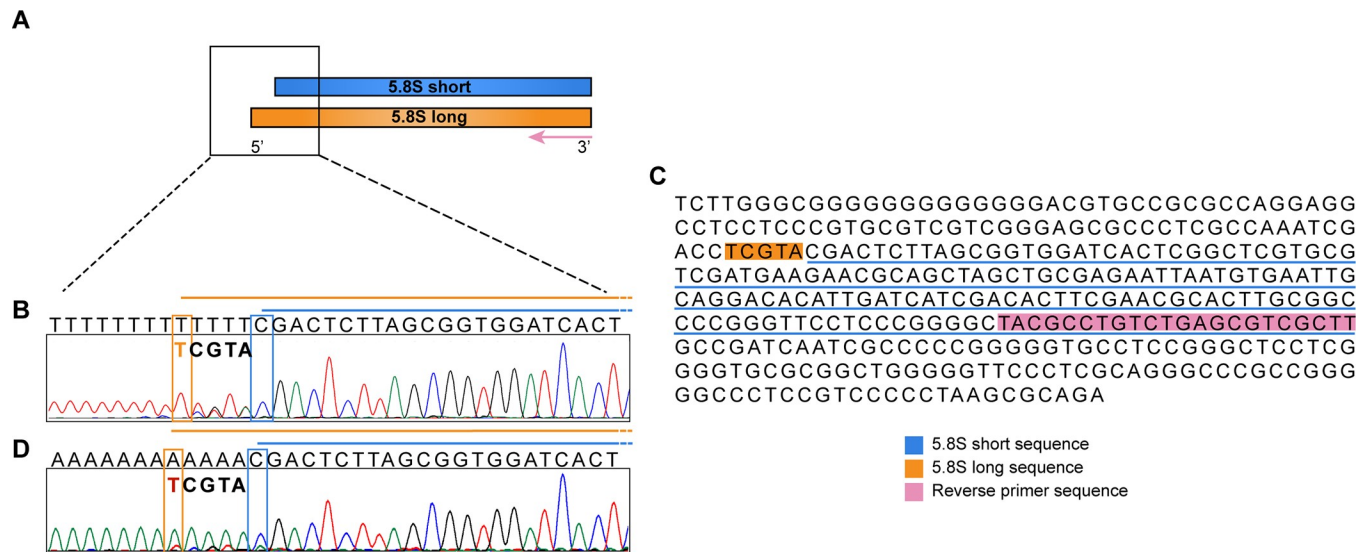 A
5.8S short
5.8S long
5’
3’
B
TTTTTTTTTTTTTCGACTCTTAGCGGTGGATCACT
TCGTA
D
AAAAAAAAAAAAACGACTCTTAGCGGTGGATCACT
TCGTA
C
TCTTGGGCGGGGGGGGGGGGGGGACGTGCCGCGCCAGGAGG
CCTCCTCCCGTGCGTCGTCGGGAGCGCCCTCGCCAAATCG
ACCTCGTACGACTCTTAGCGGTGGATCACTCGGCTCGTGCG
TCGATGAAGAACGCAGCTAGCTGCGAGAATTAATGTGAATTG
CAGGACACATTGATCATCGACACTTCGAACGCACTTGCGGC
CCCGGGTTCCTCCCGGGGCTACGCCTGTCTGAGCGTCGCTT
GCCGATCAATCGCCCCCGGGGGTGCCTCCGGGCTCCTCG
GGGTGCGCGGCTGGGGGTTCCCTCGCAGGGCCCGCCGGG
GGCCCTCCGTCCCCCTAAGCGCAGA
5.8S short sequence
5.8S long sequence
Reverse primer sequence